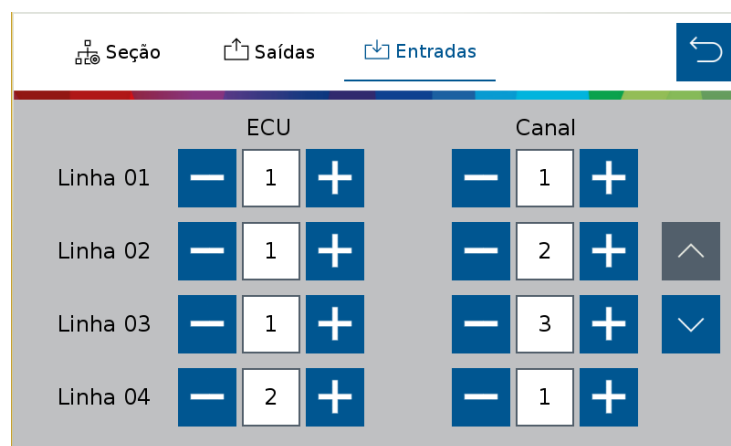 Seção Saídas Entradas
ECU Canal
Linha 01 1 1
Linha 02 1 2
Linha 03 1 3
Linha 04 2 1